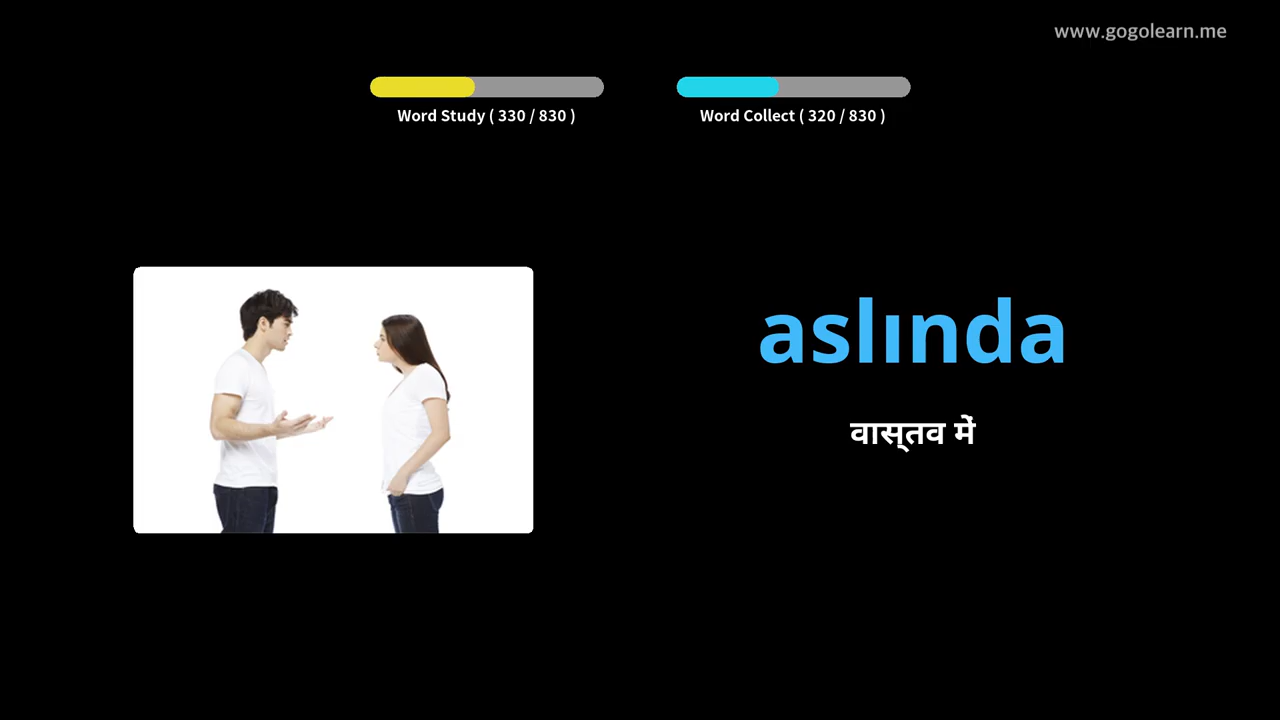 www.gogolearn.me
Word Study ( 330 / 830 )
Word Collect ( 320 / 830 )
aslında
वास्तव में